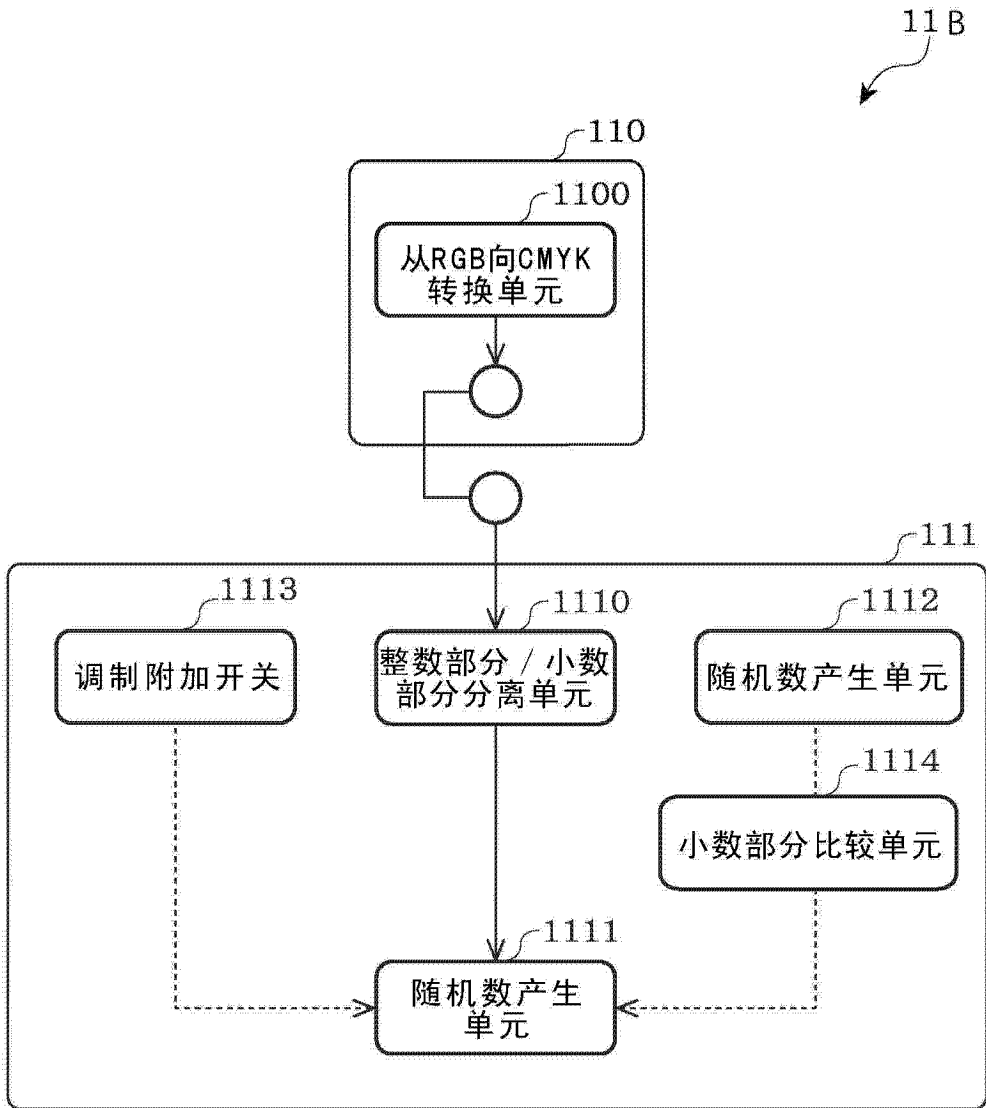 11B
110
1100
从RGB向CMYK
转换单元
111
1113
1110
1112
调制附加开关
整数部分/小数
部分分离单元
随机数产生单元
1114
小数部分比较单元
1111
随机数产生
单元